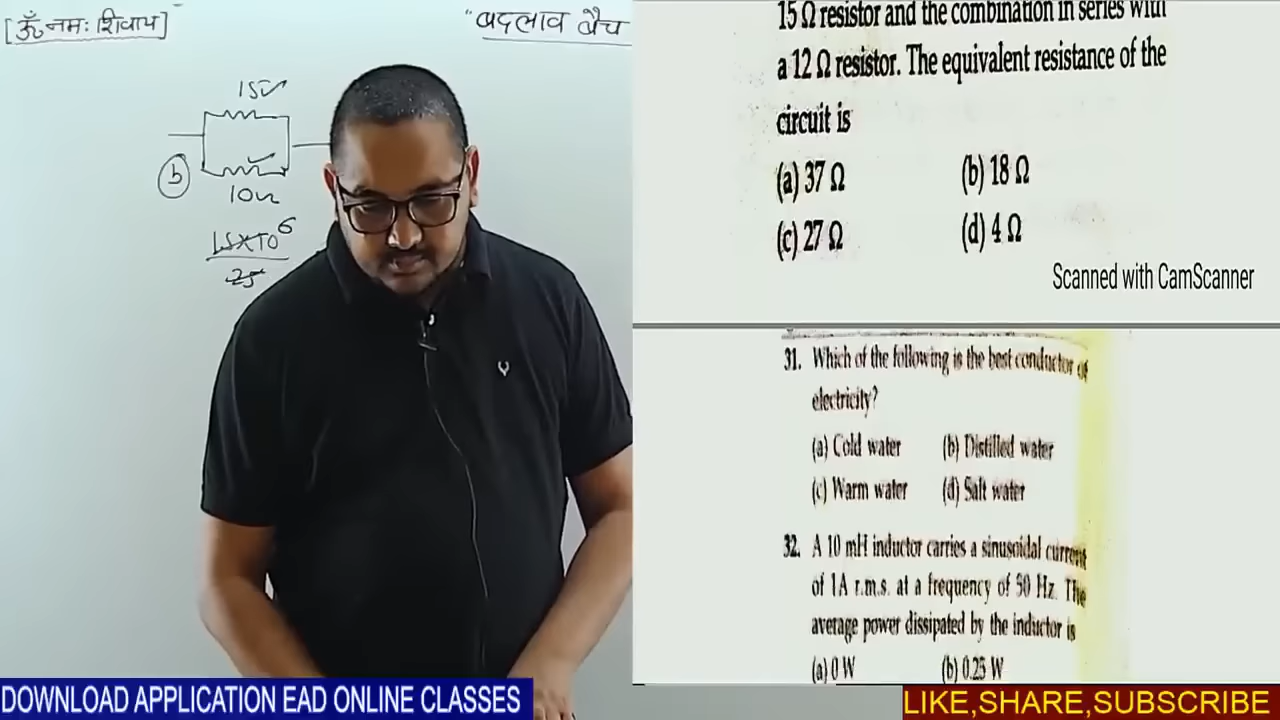 [ॐ नमः शिवाय]
"बदलाव बैच
15Ω
b
10Ω
15×10 6
25
15 Ω resistor and the combination in series with
a 12 Ω resistor. The equivalent resistance of the
circuit is
(a) 37 Ω (b) 18 Ω
(c) 27 Ω (d) 4 Ω
Scanned with CamScanner
31. Which of the following is the best conductor of
electricity?
(a) Cold water (b) Distilled water
(c) Warm water (d) Salt water
32. A 10 mH inductor carries a sinusoidal current
of 1A r.m.s. at a frequency of 50 Hz. The
average power dissipated by the inductor is
(a) 0 W (b) 0.25 W
DOWNLOAD APPLICATION EAD ONLINE CLASSES
LIKE,SHARE,SUBSCRIBE